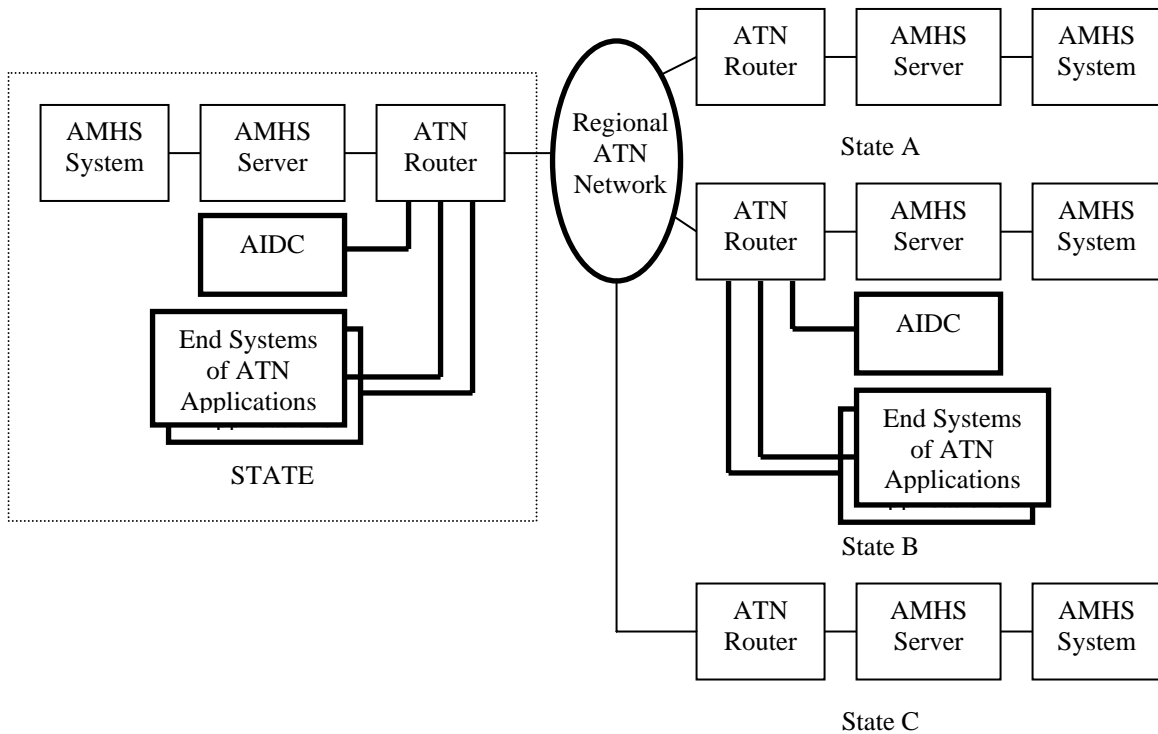 AMHS
System
AMHS
Server
ATN
Router
AIDC
End Systems
of ATN
Applications
STATE
Regional
ATN
Network
ATN
Router
AMHS
Server
AMHS
System
State A
ATN
Router
AMHS
Server
AMHS
System
AIDC
End Systems
of ATN
Applications
State B
ATN
Router
AMHS
Server
AMHS
System
State C